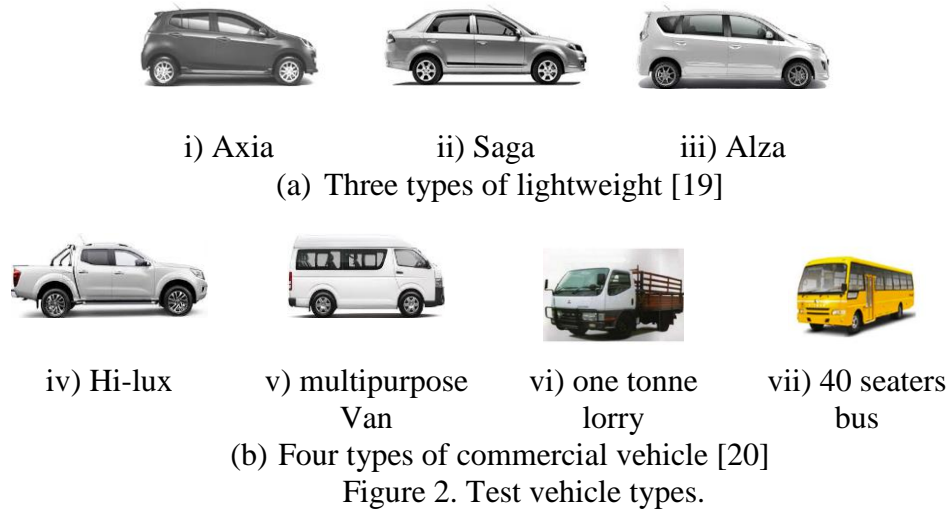 i) Axia ii) Saga iii) Alza
(a) Three types of lightweight [19]
iv) Hi-lux v) multipurpose Van vi) one tonne lorry vii) 40 seaters bus
(b) Four types of commercial vehicle [20]
Figure 2. Test vehicle types.